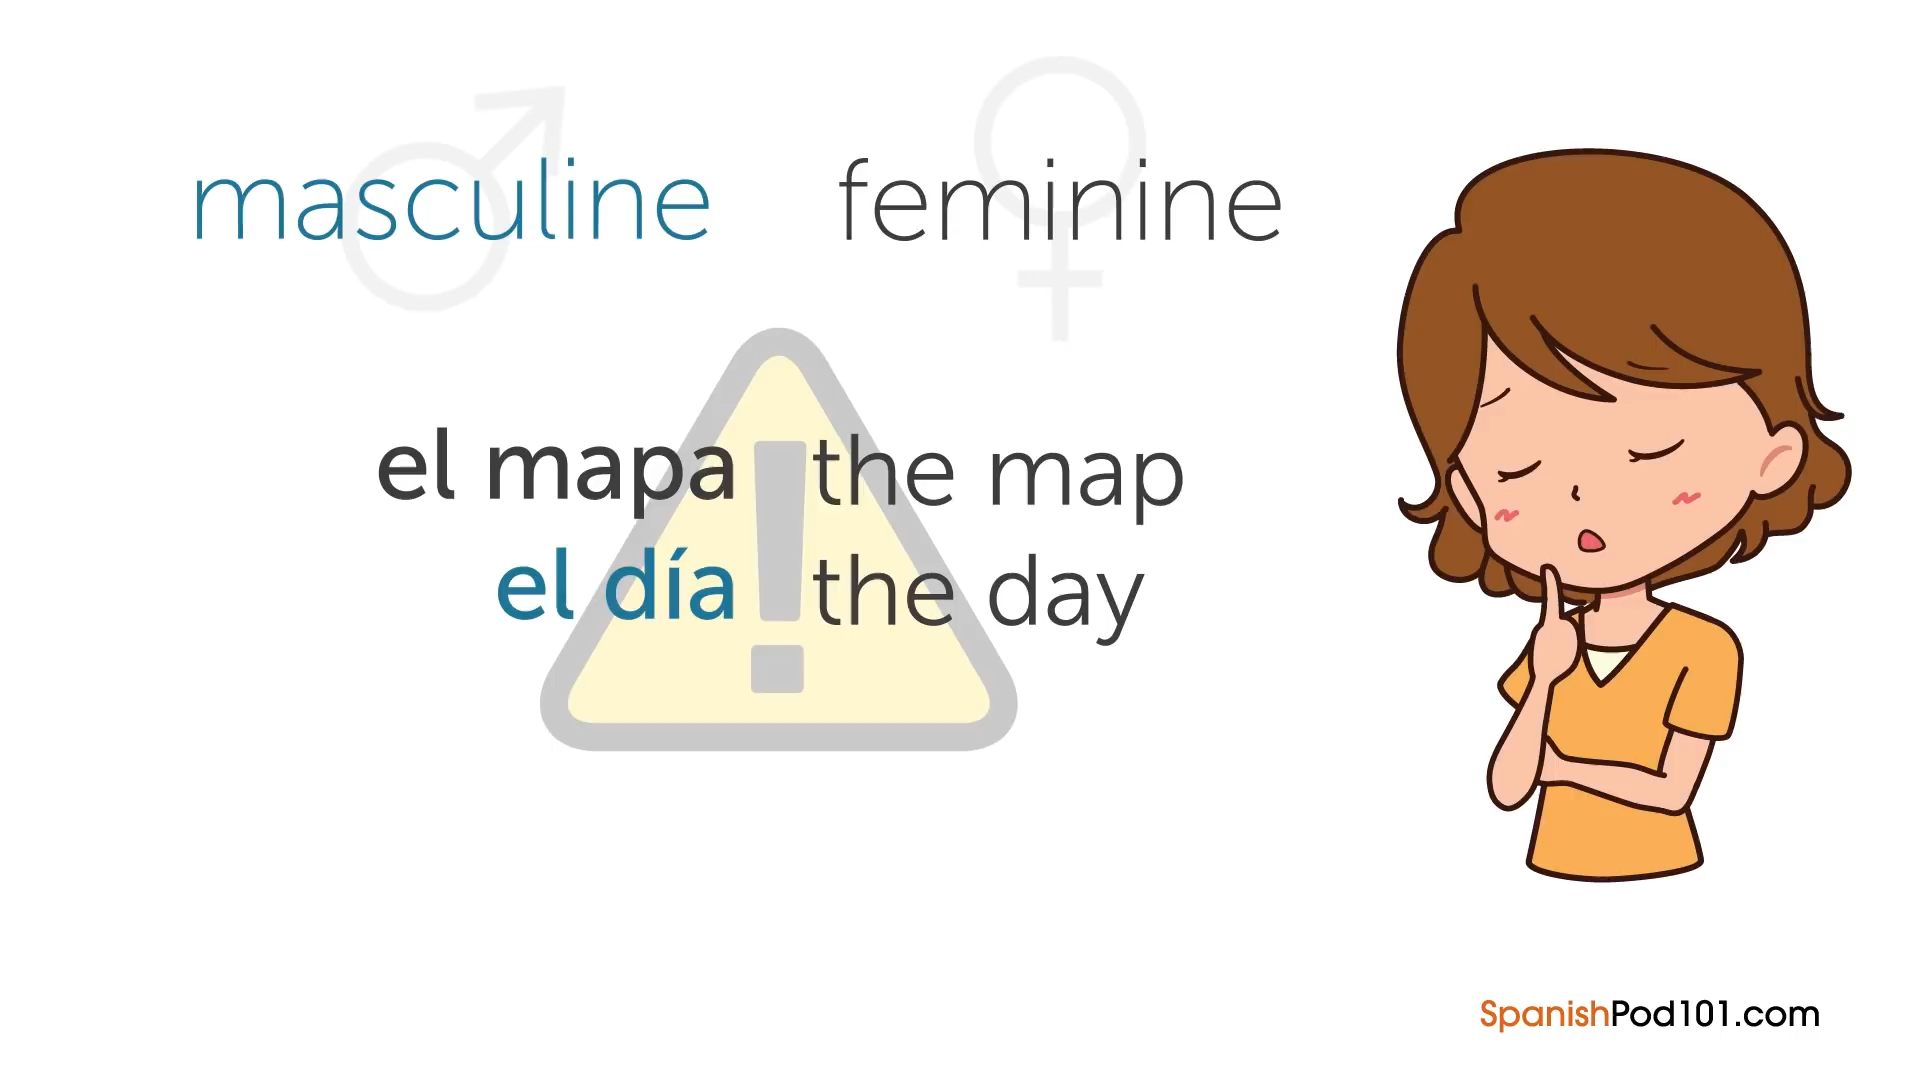 masculine feminine
el mapa the map
el día the day
SpanishPod101.com